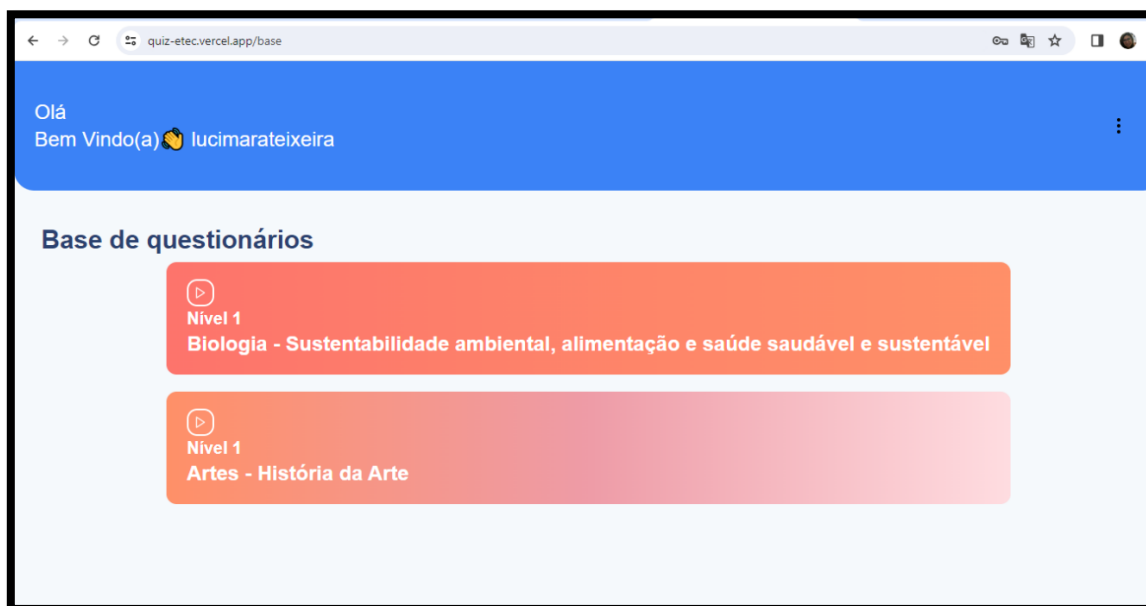 quiz-etec.vercel.app/base
Olá
Bem Vindo(a)👋 lucimarateixeira
Base de questionários
Nível 1
Biologia - Sustentabilidade ambiental, alimentação e saúde saudável e sustentável
Nível 1
Artes - História da Arte